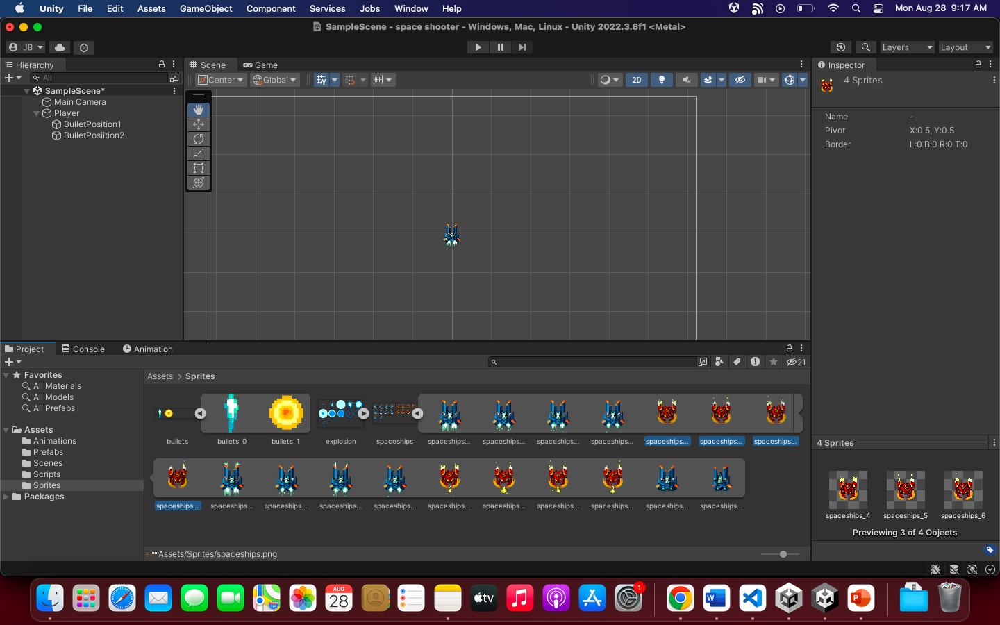 Unity File Edit Assets GameObject Component Services Jobs Window Help Mon Aug 28 9:17 AM
SampleScene - space shooter - Windows, Mac, Linux - Unity 2022.3.6f1 <Metal>
JB Layers Layout
Hierarchy
All
SampleScene*
Main Camera
Player
BulletPosition1
BulletPosiition2
Scene Game
Center Global 2D
Inspector
4 Sprites
Name -
Pivot X:0.5, Y:0.5
Border L:0 B:0 R:0 T:0
Project Console Animation
21
Favorites
All Materials
All Models
All Prefabs
Assets
Animations
Prefabs
Scenes
Scripts
Sprites
Packages
Assets > Sprites
bullets bullets_0 bullets_1 explosion spaceships spaceships... spaceships... spaceships... spaceships... spaceships... spaceships... spaceships...
spaceships... spaceships... spaceships... spaceships... spaceships... spaceships... spaceships... spaceships... spaceships... spaceships... spaceships...
Assets/Sprites/spaceships.png
4 Sprites
spaceships_4 spaceships_5 spaceships_6
Previewing 3 of 4 Objects
AUG
28
tv
1
W
P